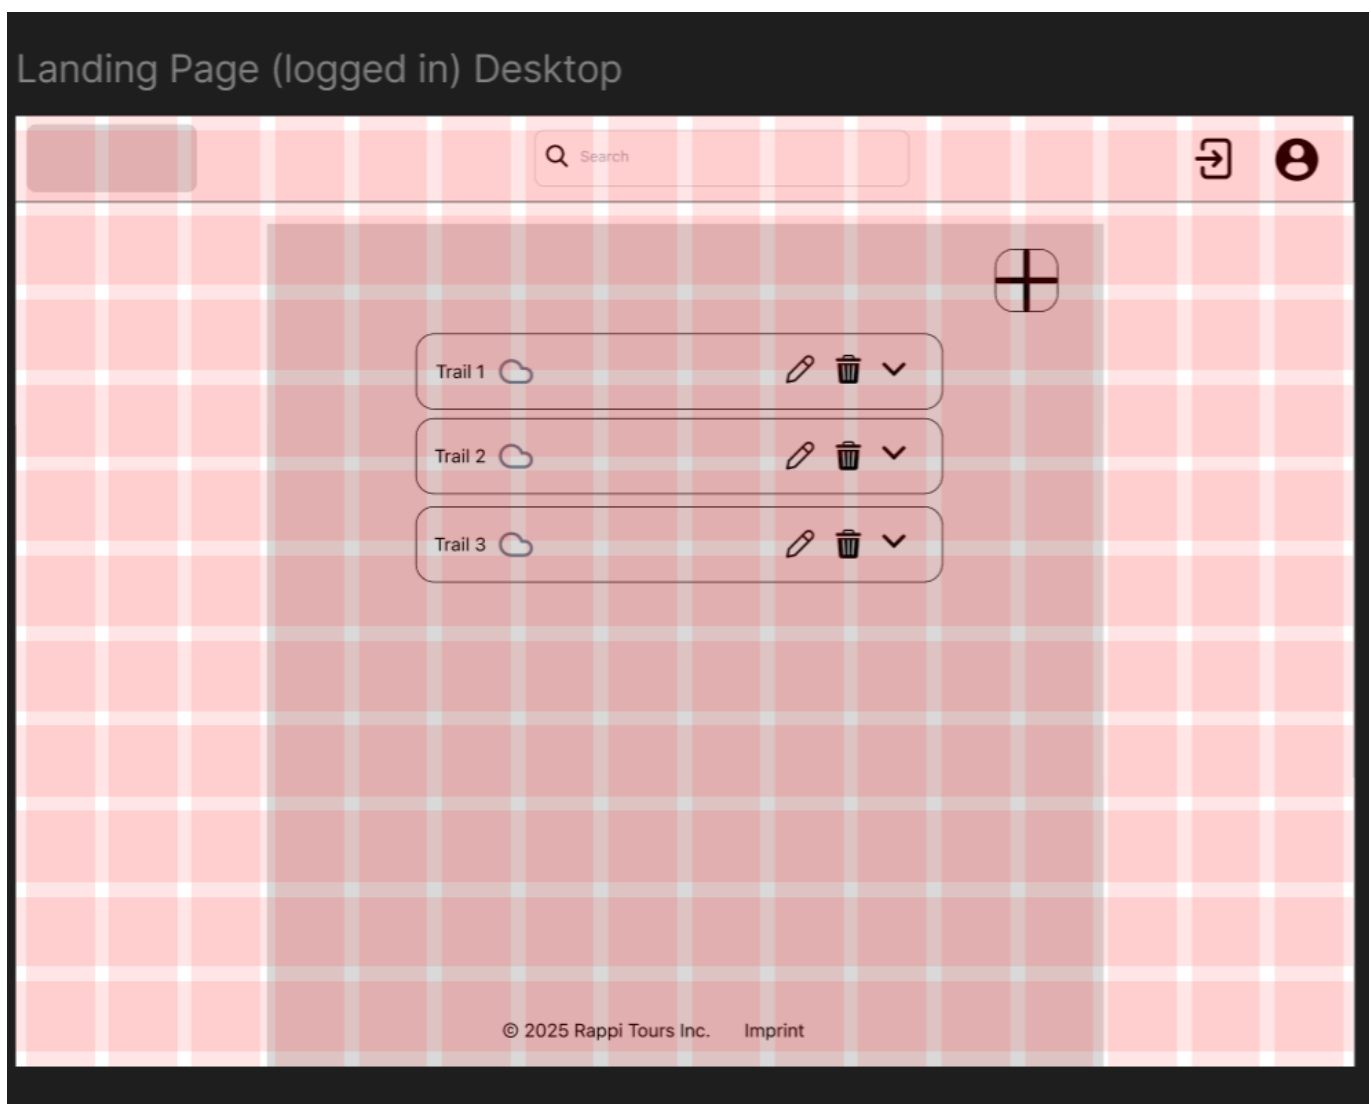 Landing Page (logged in) Desktop
Search
Trail 1
Trail 2
Trail 3
© 2025 Rappi Tours Inc. Imprint